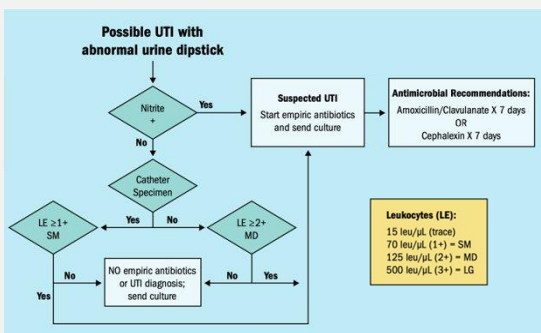 Possible UTI with
abnormal urine dipstick
Nitrite
+
Yes
Suspected UTI
Start empiric antibiotics
and send culture
Antimicrobial Recommendations:
Amoxicillin/Clavulanate X 7 days
OR
Cephalexin X 7 days
No
Catheter
Specimen
Yes
No
LE ≥1+
SM
LE ≥2+
MD
No
NO empiric antibiotics
or UTI diagnosis;
send culture
No
Yes
Yes
Leukocytes (LE):
15 leu/µL (trace)
70 leu/µL (1+) = SM
125 leu/µL (2+) = MD
500 leu/µL (3+) = LG